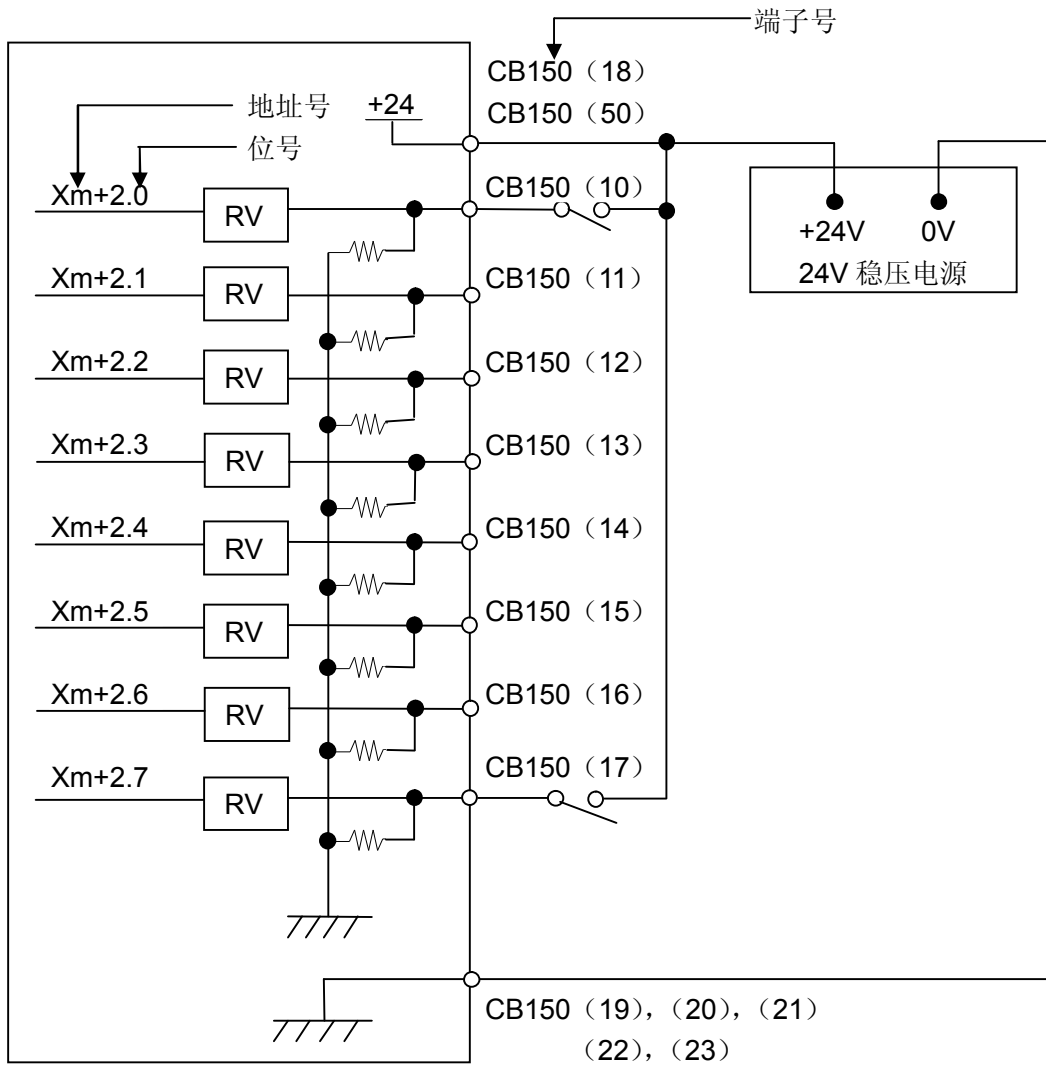 端子号
CB150（18）
地址号
+24
CB150（50）
位号
Xm+2.0
RV
CB150（10）
+24V
0V
24V 稳压电源
Xm+2.1
RV
CB150（11）
Xm+2.2
RV
CB150（12）
Xm+2.3
RV
CB150（13）
Xm+2.4
RV
CB150（14）
Xm+2.5
RV
CB150（15）
Xm+2.6
RV
CB150（16）
Xm+2.7
RV
CB150（17）
CB150（19），（20），（21）
（22），（23）